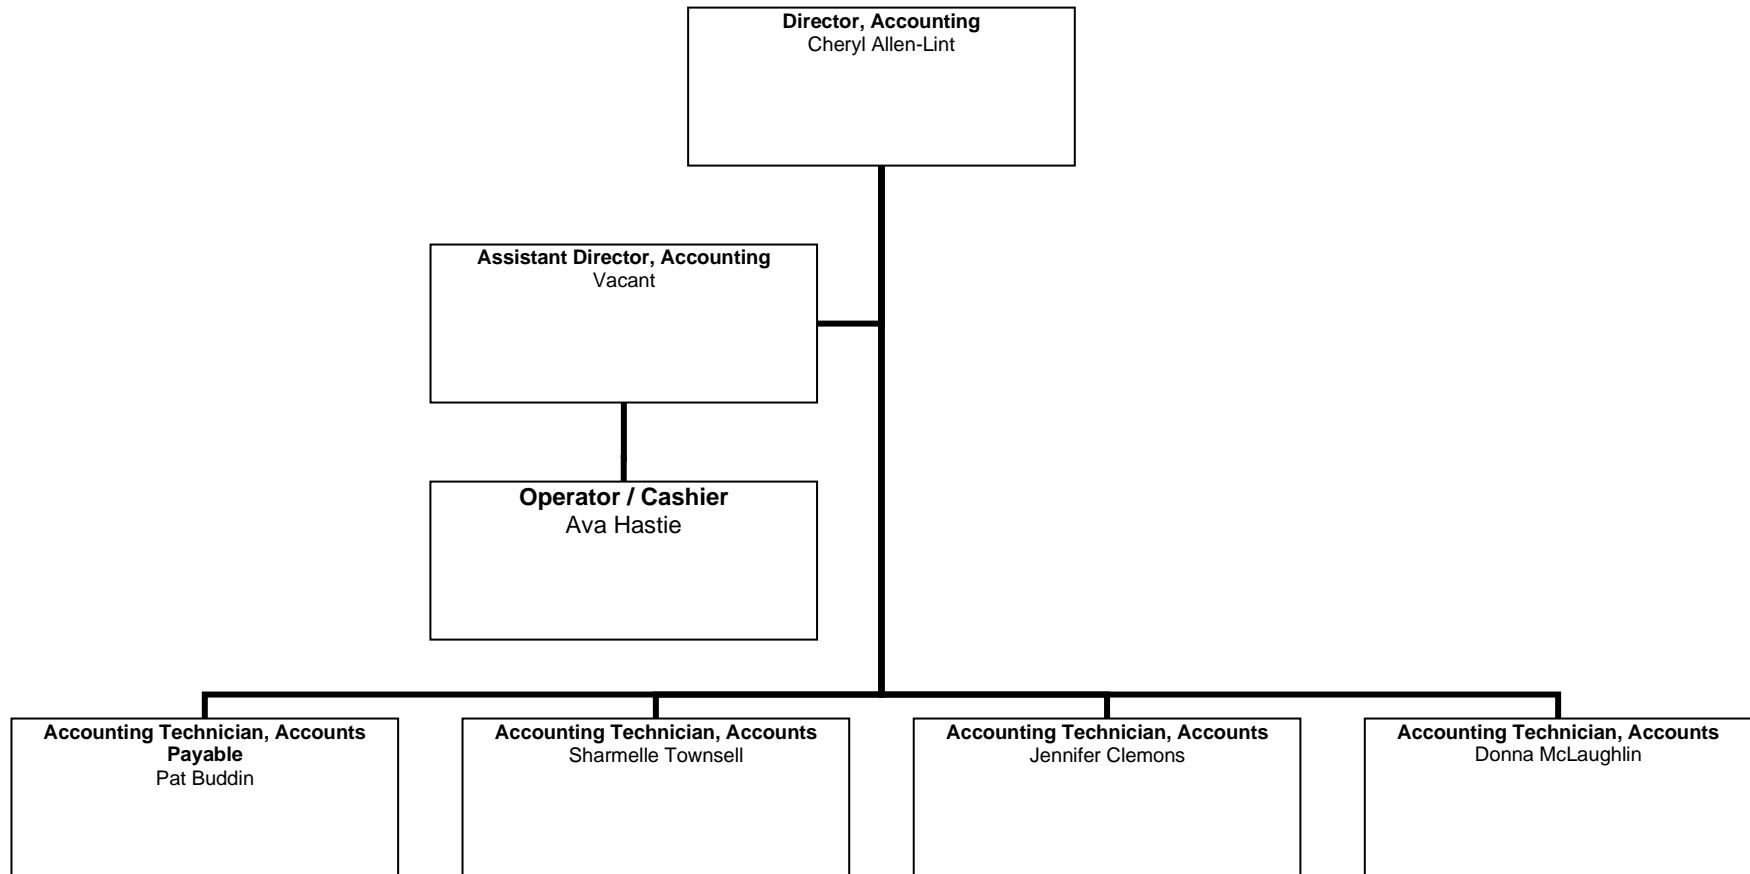 Director, Accounting
Cheryl Allen-Lint
Assistant Director, Accounting
Vacant
Operator / Cashier
Ava Hastie
Accounting Technician, Accounts
Payable
Pat Buddin
Accounting Technician, Accounts
Sharmelle Townsell
Accounting Technician, Accounts
Jennifer Clemons
Accounting Technician, Accounts
Donna McLaughlin